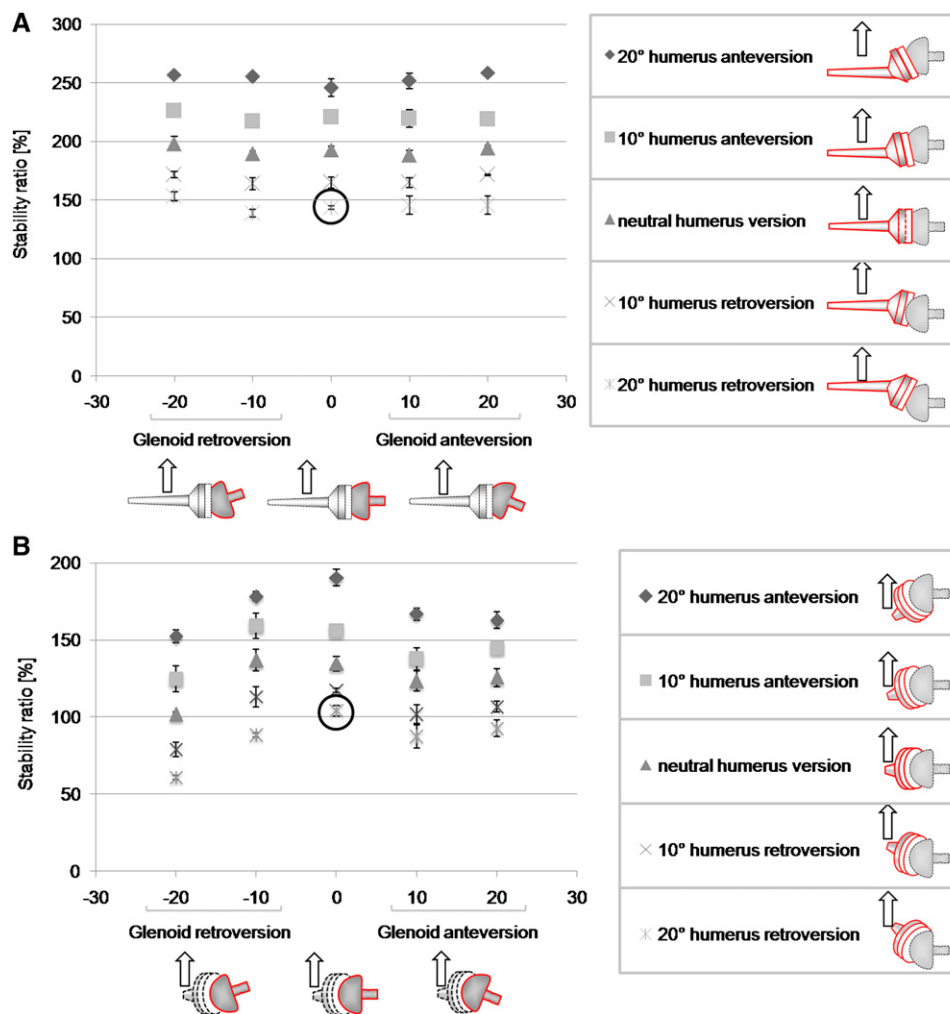 A
Stability ratio [%]
300
250
200
150
100
50
0
-30
-20
-10
0
10
20
30
Glenoid retroversion
Glenoid anteversion
20° humerus anteversion
10° humerus anteversion
neutral humerus version
10° humerus retroversion
20° humerus retroversion
B
Stability ratio [%]
200
150
100
50
0
-30
-20
-10
0
10
20
30
Glenoid retroversion
Glenoid anteversion
20° humerus anteversion
10° humerus anteversion
neutral humerus version
10° humerus retroversion
20° humerus retroversion